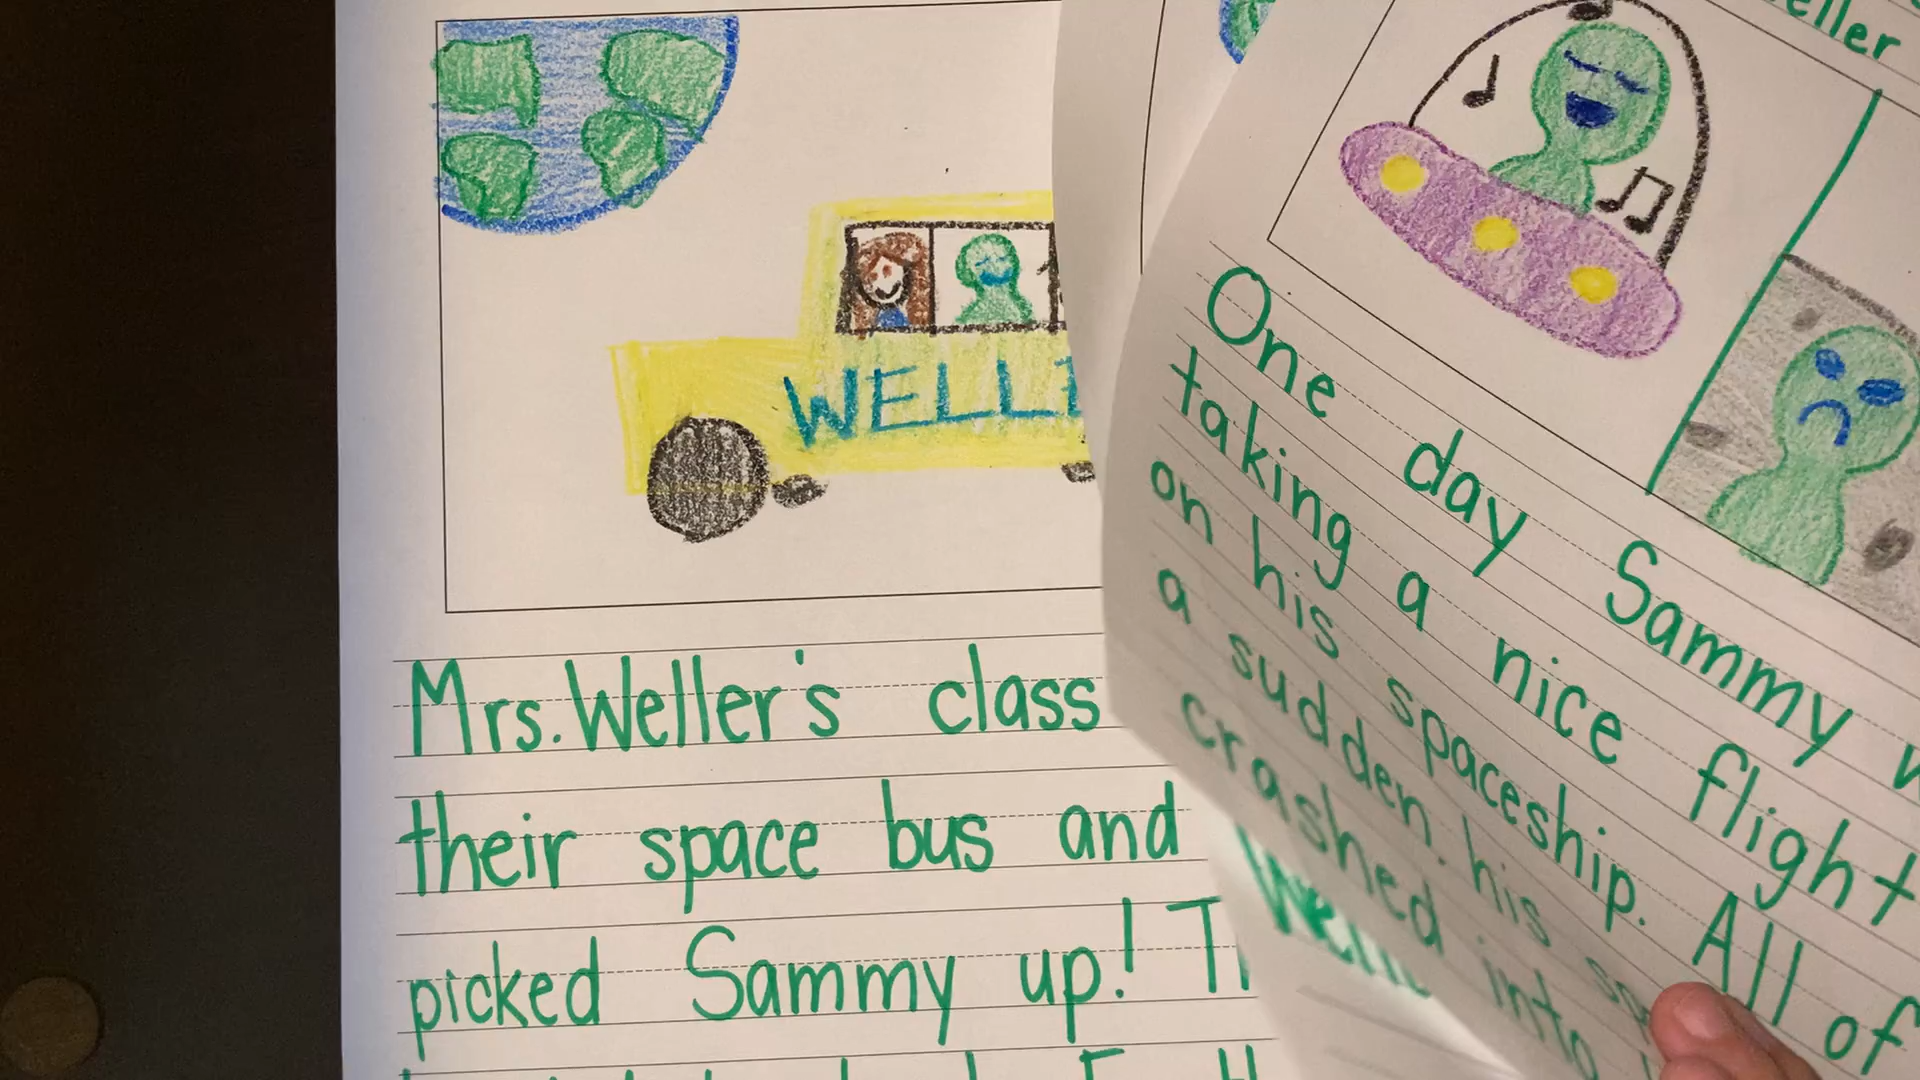 eller
WELL
One day Sammy
taking a nice flight
on his spaceship. All of
a sudden his
crashed into
Mrs. Weller's class
their space bus and
picked Sammy up!